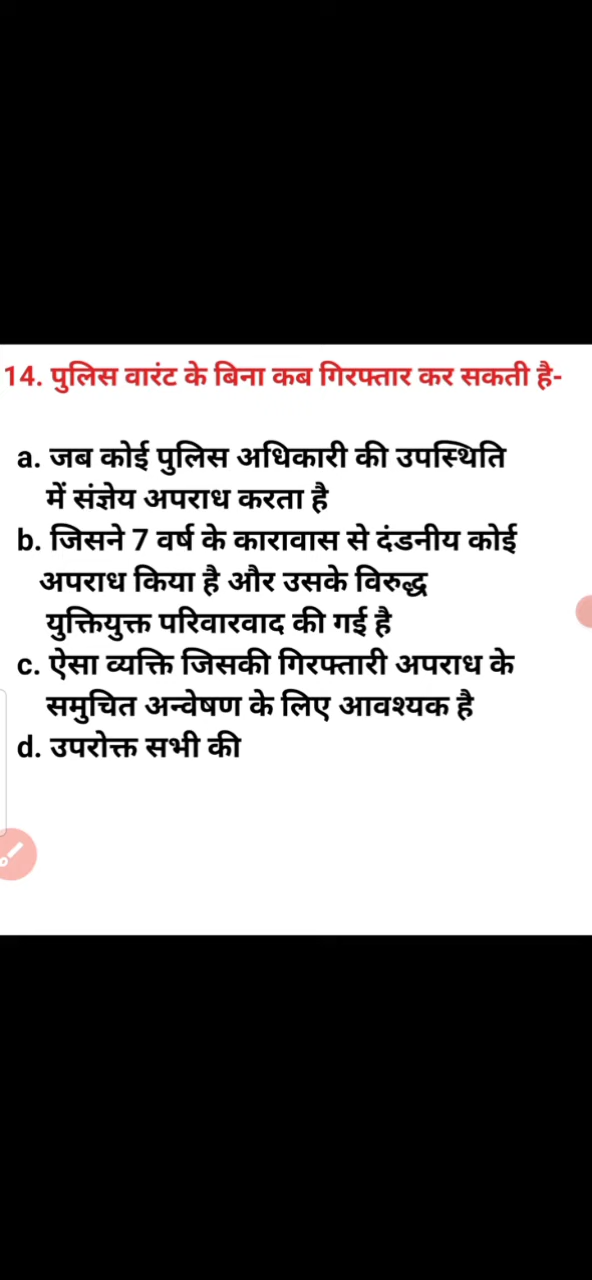 14. पुलिस वारंट के बिना कब गिरफ्तार कर सकती है-
a. जब कोई पुलिस अधिकारी की उपस्थिति
में संज्ञेय अपराध करता है
b. जिसने 7 वर्ष के कारावास से दंडनीय कोई
अपराध किया है और उसके विरुद्ध
युक्तियुक्त परिवारवाद की गई है
c. ऐसा व्यक्ति जिसकी गिरफ्तारी अपराध के
समुचित अन्वेषण के लिए आवश्यक है
d. उपरोक्त सभी की